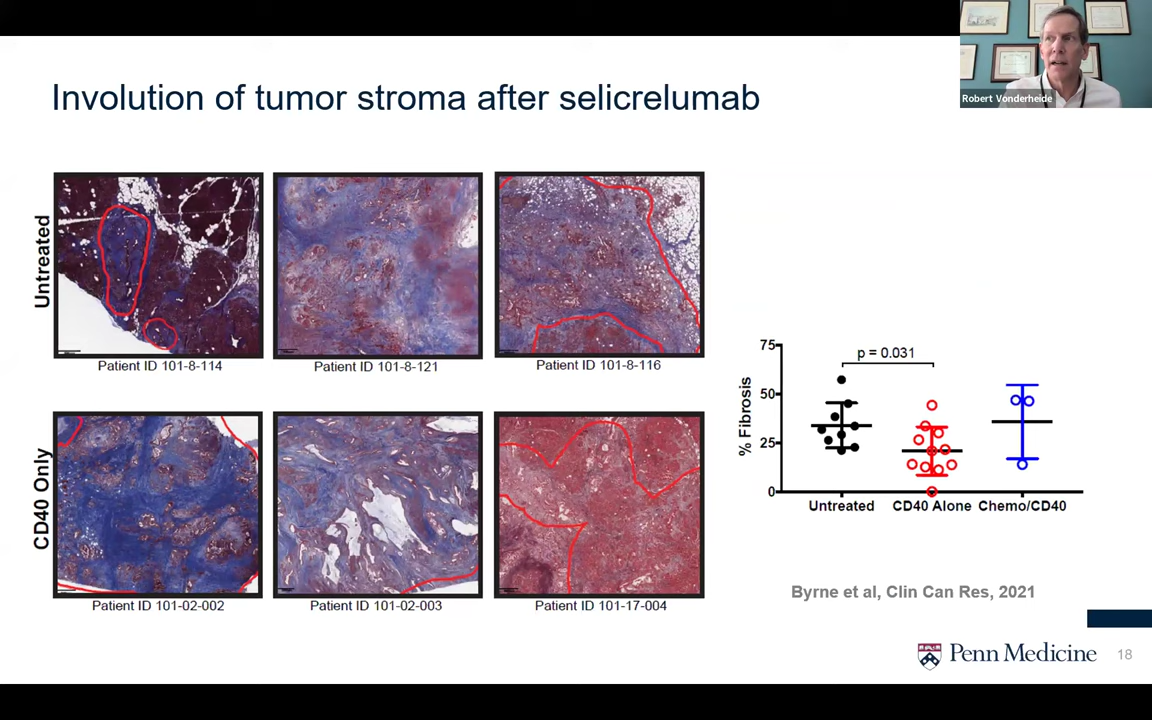 Robert Vonderheide
Involution of tumor stroma after selicrelumab
Untreated
Patient ID 101-8-114
Patient ID 101-8-121
Patient ID 101-8-116
CD40 Only
Patient ID 101-02-002
Patient ID 101-02-003
Patient ID 101-17-004
p = 0.031
% Fibrosis
75
50
25
0
Untreated
CD40 Alone
Chemo/CD40
Byrne et al, Clin Can Res, 2021
Penn Medicine
18